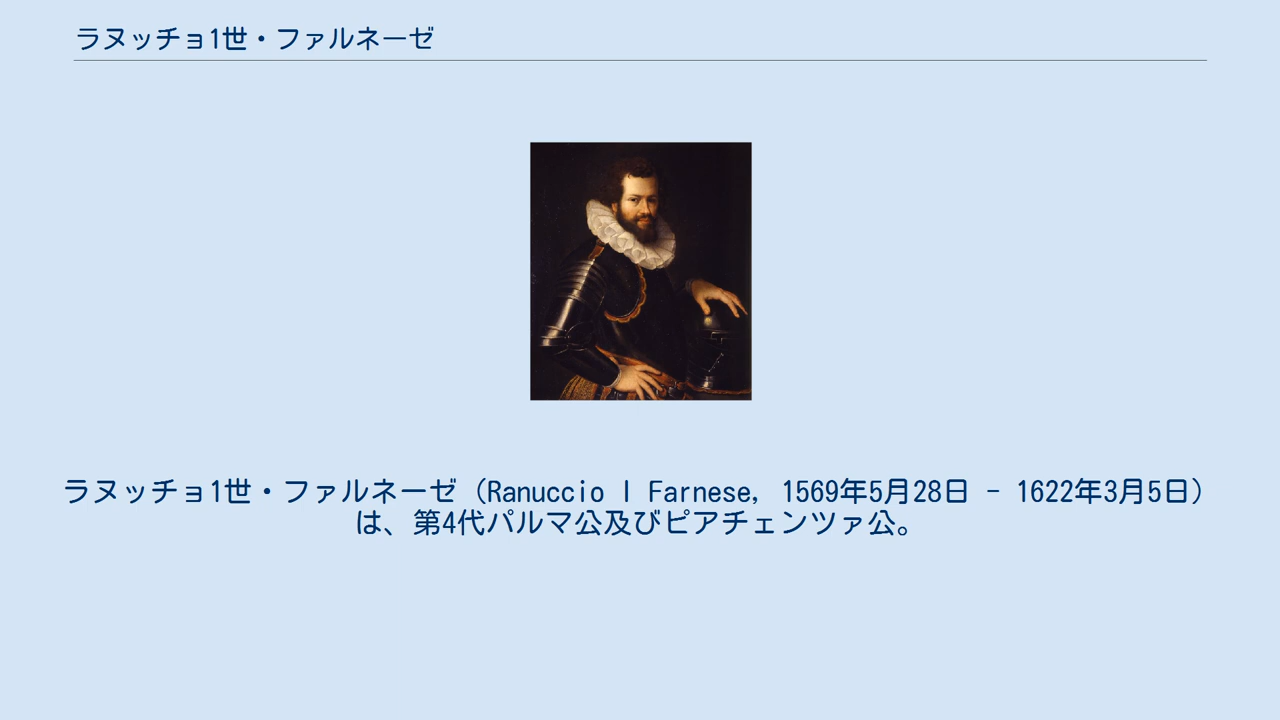 ラヌッチョ1世・ファルネーゼ
ラヌッチョ1世・ファルネーゼ（Ranuccio I Farnese, 1569年5月28日 - 1622年3月5日）
は、第4代パルマ公及びピアチェンツァ公。